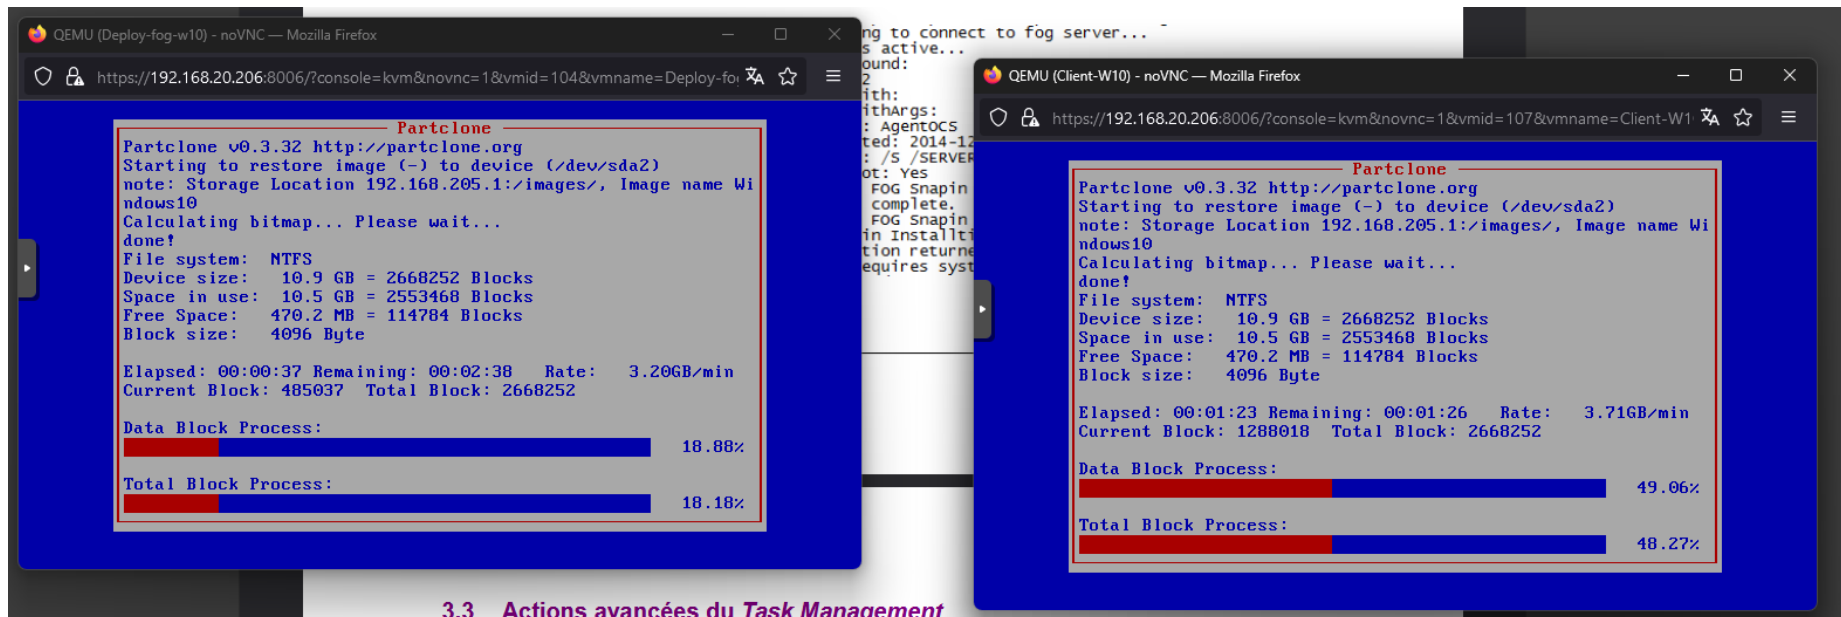 QEMU (Deploy-fog-w10) - noVNC — Mozilla Firefox
https://192.168.20.206:8006/?console=kvm&novnc=1&vmid=104&vmname=Deploy-fo
Partclone
Partclone v0.3.32 http://partclone.org
Starting to restore image (-) to device (/dev/sda2)
note: Storage Location 192.168.205.1:/images/, Image name Wi
ndows10
Calculating bitmap... Please wait...
done!
File system: NTFS
Device size: 10.9 GB = 2668252 Blocks
Space in use: 10.5 GB = 2553468 Blocks
Free Space: 470.2 MB = 114784 Blocks
Block size: 4096 Byte
Elapsed: 00:00:37 Remaining: 00:02:38 Rate: 3.20GB/min
Current Block: 485037 Total Block: 2668252
Data Block Process:
18.88%
Total Block Process:
18.18%
ng to connect to fog server...
s active...
ound:
2
ith:
ithArgs:
: AgentOCS
ted: 2014-12
: /S /SERVER
ot: Yes
FOG Snapin
complete.
FOG Snapin
in Installti
tion returne
equires syst
QEMU (Client-W10) - noVNC — Mozilla Firefox
https://192.168.20.206:8006/?console=kvm&novnc=1&vmid=107&vmname=Client-W1
Partclone
Partclone v0.3.32 http://partclone.org
Starting to restore image (-) to device (/dev/sda2)
note: Storage Location 192.168.205.1:/images/, Image name Wi
ndows10
Calculating bitmap... Please wait...
done!
File system: NTFS
Device size: 10.9 GB = 2668252 Blocks
Space in use: 10.5 GB = 2553468 Blocks
Free Space: 470.2 MB = 114784 Blocks
Block size: 4096 Byte
Elapsed: 00:01:23 Remaining: 00:01:26 Rate: 3.71GB/min
Current Block: 1288018 Total Block: 2668252
Data Block Process:
49.06%
Total Block Process:
48.27%
3.3 Actions avancées du Task Management